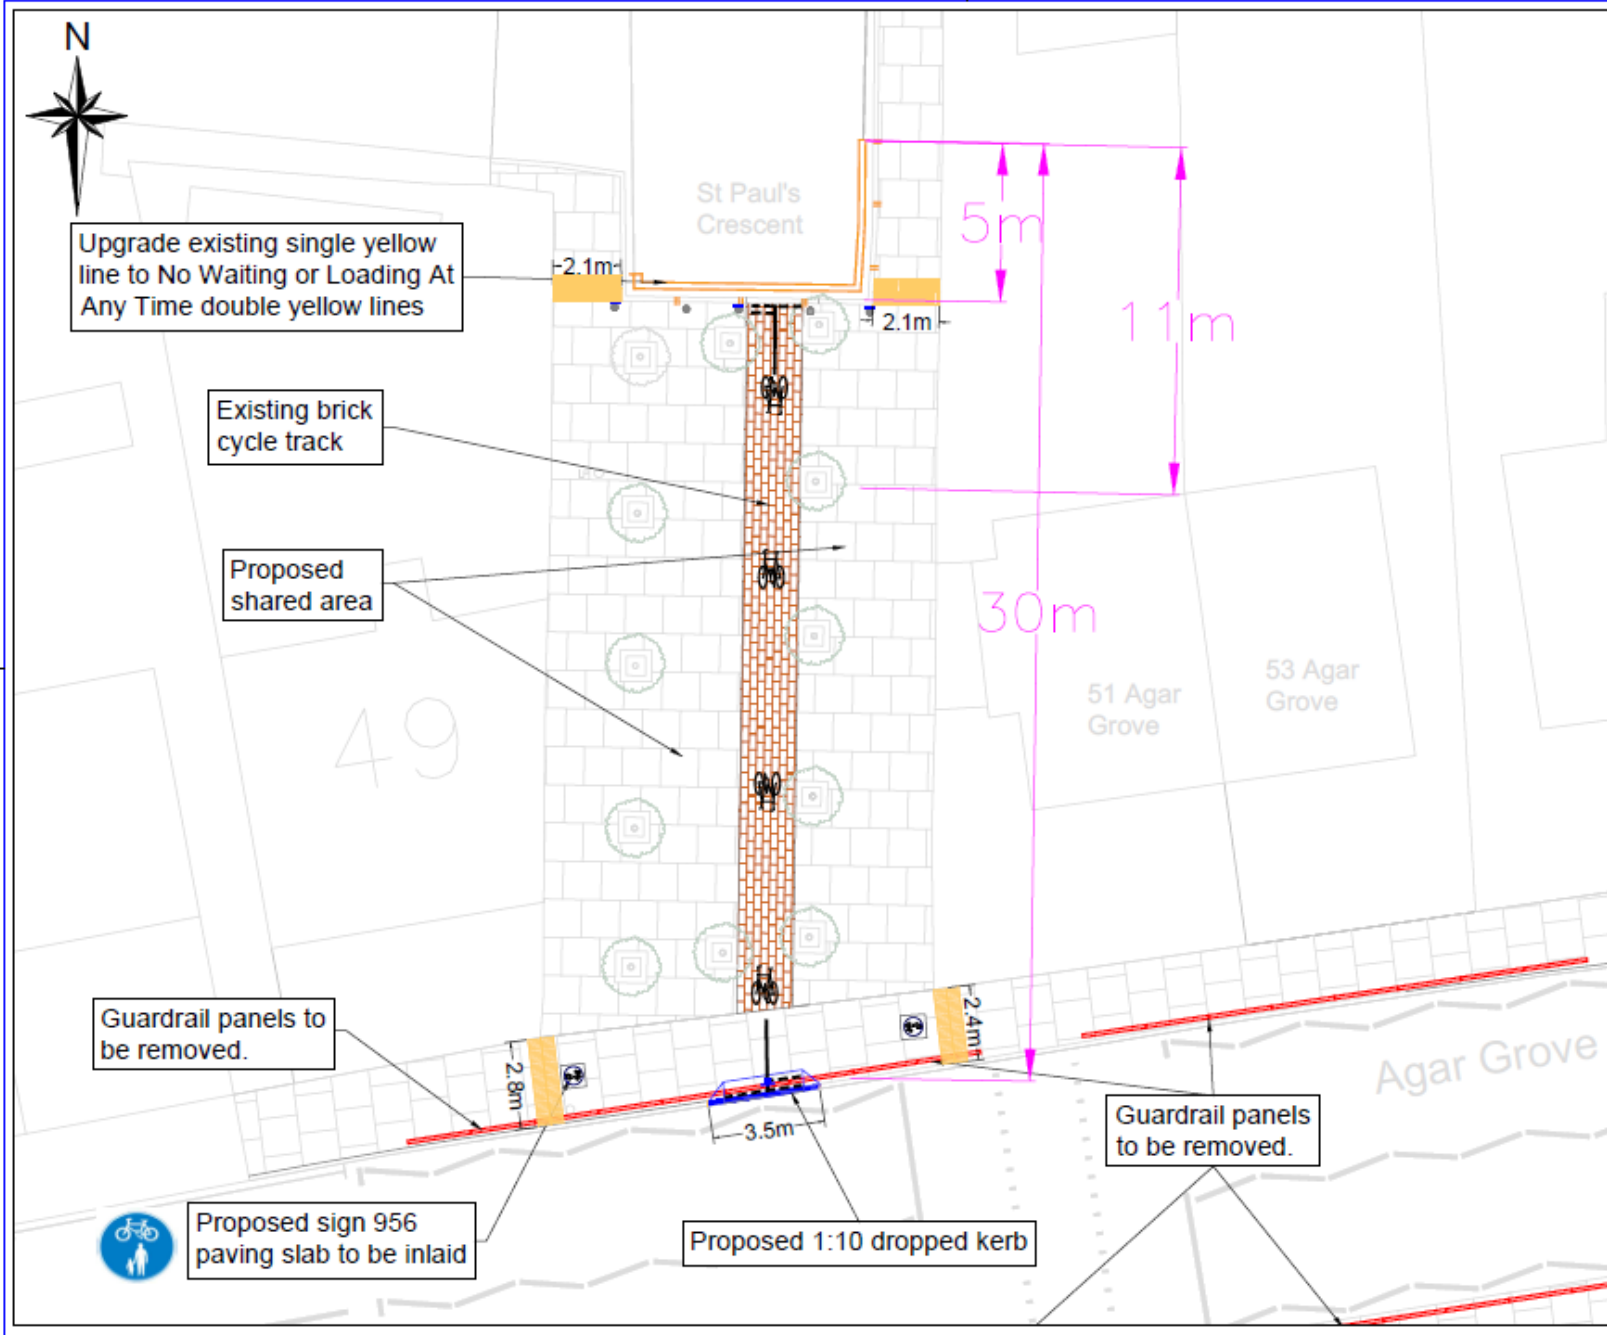 N
St Paul's
Crescent
5m
Upgrade existing single yellow
line to No Waiting or Loading At
Any Time double yellow lines
2.1m
2.1m
11m
Existing brick
cycle track
Proposed
shared area
30m
53 Agar
Grove
51 Agar
Grove
49
Guardrail panels to
be removed.
2.4m
2.8m
Agar Grove
3.5m
Guardrail panels
to be removed.
Proposed sign 956
paving slab to be inlaid
Proposed 1:10 dropped kerb